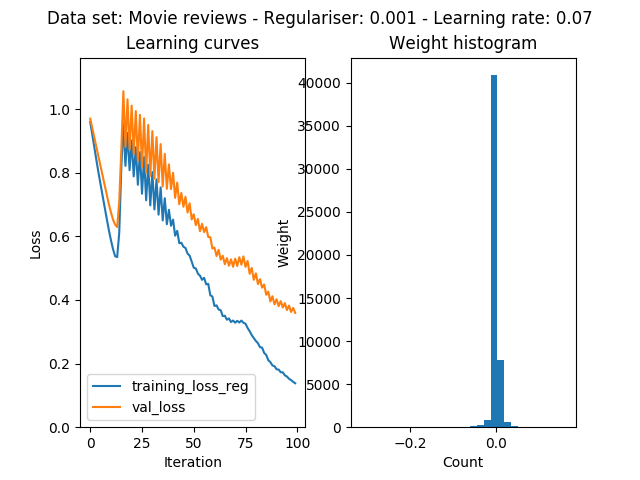 Data set: Movie reviews - Regulariser: 0.001 - Learning rate: 0.07
Learning curves
Weight histogram
1.0
0.8
0.6
0.4
0.2
0.0
Loss
0
25
50
75
100
Iteration
training_loss_reg
val_loss
40000
35000
30000
25000
20000
15000
10000
5000
0
Weight
−0.2
0.0
Count